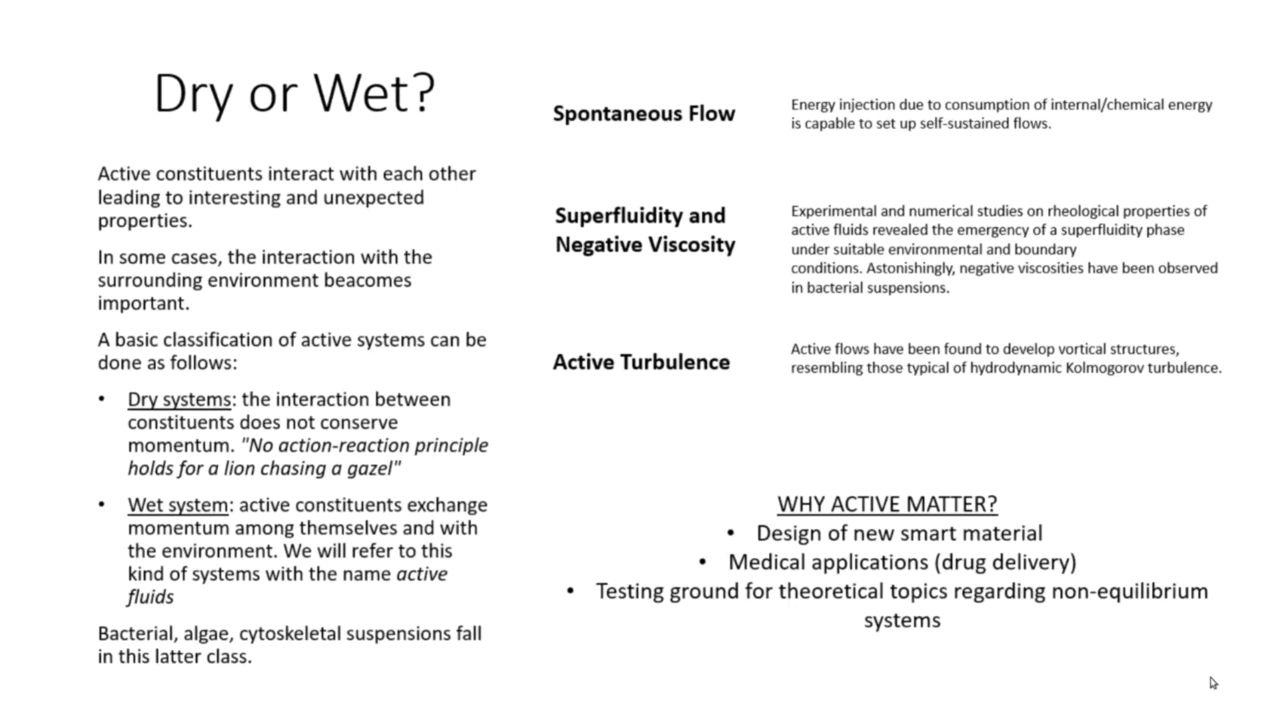 Dry or Wet?
Active constituents interact with each other
leading to interesting and unexpected
properties.
In some cases, the interaction with the
surrounding environment beacomes
important.
A basic classification of active systems can be
done as follows:
• Dry systems: the interaction between
constituents does not conserve
momentum. "No action-reaction principle
holds for a lion chasing a gazel"
• Wet system: active constituents exchange
momentum among themselves and with
the environment. We will refer to this
kind of systems with the name active
fluids
Bacterial, algae, cytoskeletal suspensions fall
in this latter class.
Spontaneous Flow
Energy injection due to consumption of internal/chemical energy
is capable to set up self-sustained flows.
Superfluidity and
Negative Viscosity
Experimental and numerical studies on rheological properties of
active fluids revealed the emergency of a superfluidity phase
under suitable environmental and boundary
conditions. Astonishingly, negative viscosities have been observed
in bacterial suspensions.
Active Turbulence
Active flows have been found to develop vortical structures,
resembling those typical of hydrodynamic Kolmogorov turbulence.
WHY ACTIVE MATTER?
• Design of new smart material
• Medical applications (drug delivery)
• Testing ground for theoretical topics regarding non-equilibrium
systems